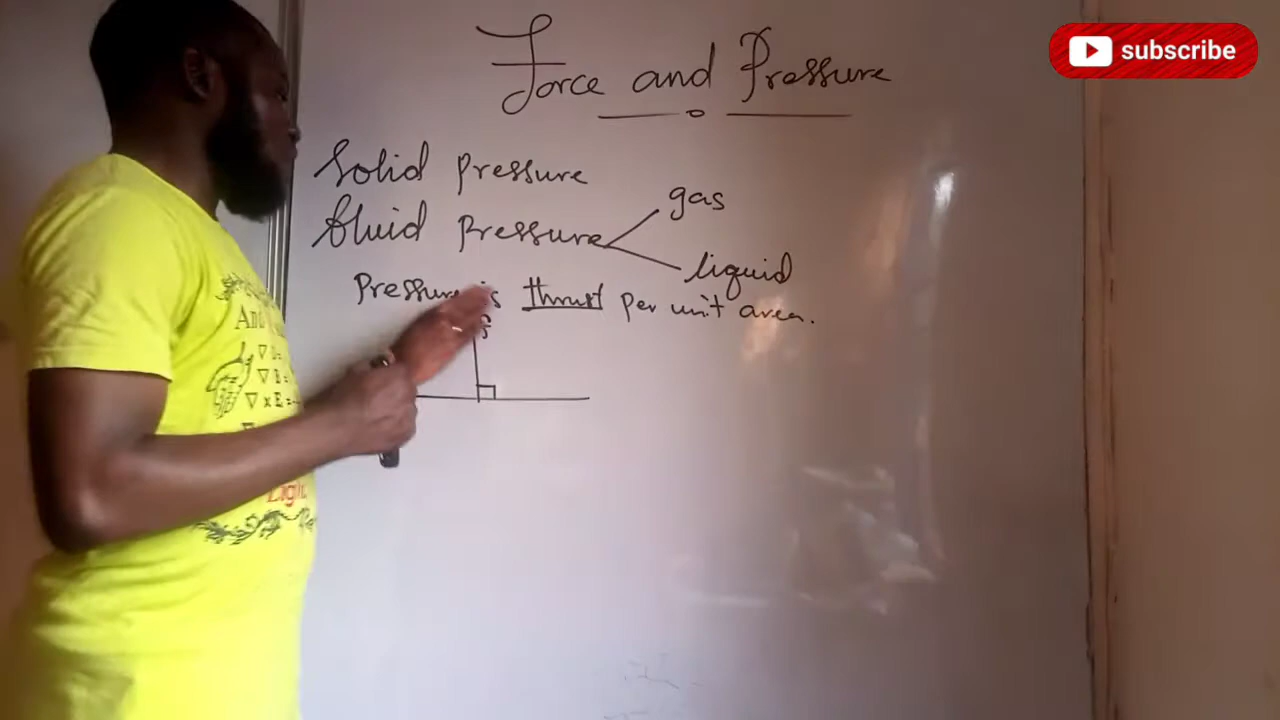 subscribe
Force and Pressure
Solid pressure
fluid pressure
gas
liquid
Pressure is thrust per unit area.
F